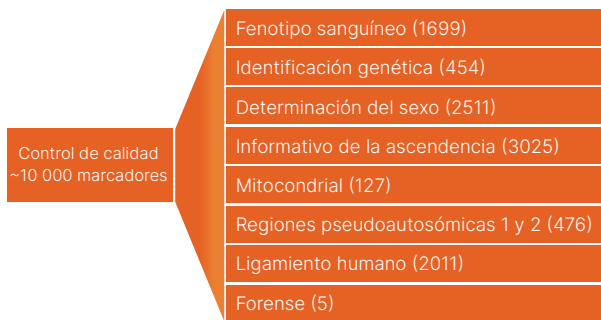 Control de calidad
~10 000 marcadores
Fenotipo sanguíneo (1699)
Identificación genética (454)
Determinación del sexo (2511)
Informativo de la ascendencia (3025)
Mitocondrial (127)
Regiones pseudoautósómicas 1 y 2 (476)
Ligamiento humano (2011)
Forense (5)